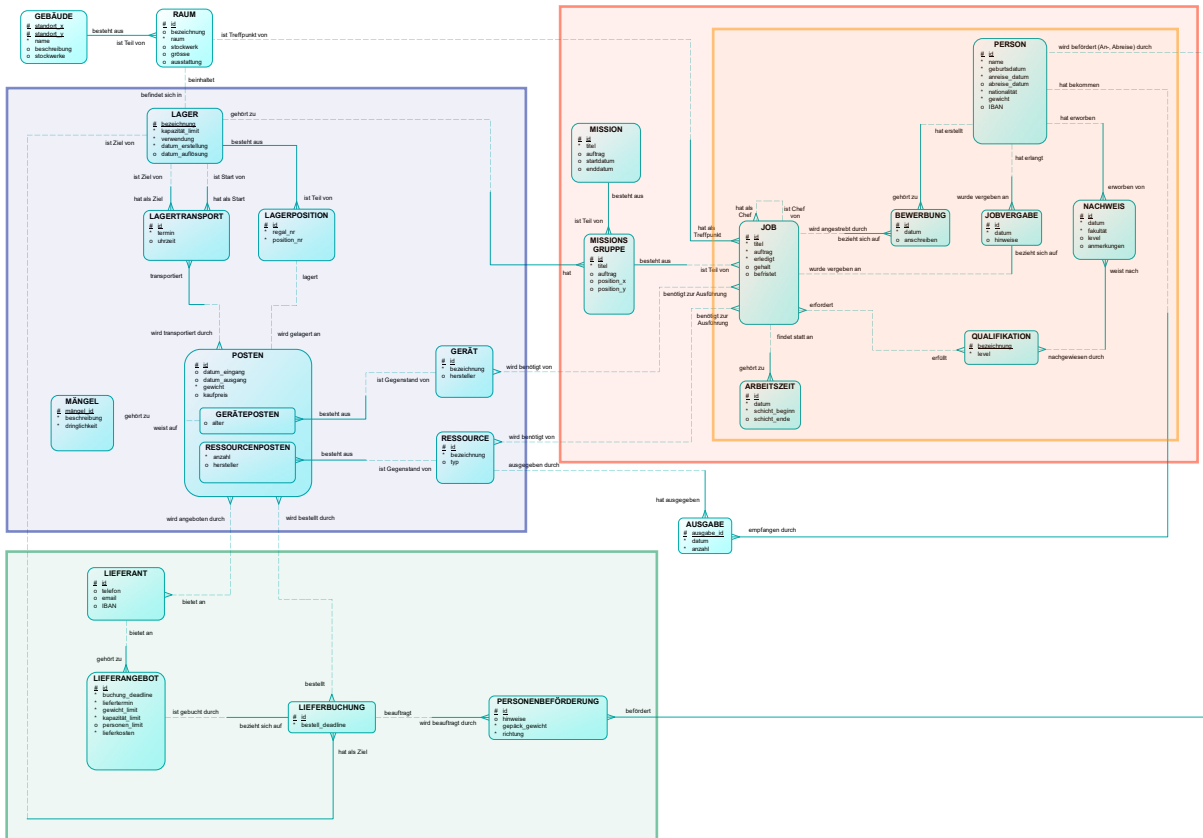 GEBÄUDE
# standort_x
# standort_y
* name
o beschreibung
o stockwerke
besteht aus
ist Teil von
RAUM
# id
o bezeichnung
* raum
o stockwerk
o grösse
o ausstattung
ist Treffpunkt von
beinhaltet
befindet sich in
LAGER
# bezeichnung
* kapazität_limit
* verwendung
* datum_erstellung
o datum_auflösung
gehört zu
besteht aus
ist Ziel von
ist Ziel von
ist Start von
hat als Ziel
hat als Start
ist Teil von
LAGERTRANSPORT
# id
* termin
o uhrzeit
LAGERPOSITION
# id
* regal_nr
* position_nr
transportiert
lagert
wird transportiert durch
wird gelagert an
POSTEN
# id
o datum_eingang
o datum_ausgang
* gewicht
o kaufpreis
GERÄTEPOSTEN
o alter
RESSOURCENPOSTEN
* anzahl
o hersteller
MÄNGEL
# mängel_id
* beschreibung
* dringlichkeit
gehört zu
weist auf
besteht aus
ist Gegenstand von
GERÄT
# id
* bezeichnung
o hersteller
wird benötigt von
besteht aus
ist Gegenstand von
RESSOURCE
# id
* bezeichnung
o typ
wird benötigt von
ausgegeben durch
wird angeboten durch
wird bestellt durch
MISSION
# id
* titel
o auftrag
o startdatum
o enddatum
besteht aus
ist Teil von
MISSIONS
GRUPPE
# id
* titel
o auftrag
o position_x
o position_y
hat
besteht aus
ist Teil von
hat als
Treffpunkt
benötigt zur Ausführung
benötigt zur
Ausführung
hat als
Chef
ist Chef
von
JOB
# id
* titel
* auftrag
* erledigt
o gehalt
o befristet
wird angestrebt durch
bezieht sich auf
wurde vergeben an
bezieht sich auf
erfordert
erfüllt
findet statt an
gehört zu
ARBEITSZEIT
# id
* datum
* schicht_beginn
o schicht_ende
PERSON
# id
* name
* geburtsdatum
* anreise_datum
o abreise_datum
* nationalität
* gewicht
o IBAN
wird befördert (An-, Abreise) durch
hat bekommen
hat erworben
hat erstellt
hat erlangt
gehört zu
wurde vergeben an
erworben von
BEWERBUNG
# id
* datum
o anschreiben
JOBVERGABE
# id
* datum
o hinweise
NACHWEIS
# id
* datum
* fakultät
o level
o anmerkungen
weist nach
QUALIFIKATION
# bezeichnung
* level
nachgewiesen durch
hat ausgegeben
AUSGABE
# ausgabe_id
* datum
* anzahl
empfangen durch
LIEFERANT
# id
o telefon
o email
o IBAN
bietet an
bietet an
gehört zu
LIEFERANGEBOT
# id
* buchung_deadline
* liefertermin
* gewicht_limit
* kapazität_limit
o personen_limit
* lieferkosten
ist gebucht durch
bezieht sich auf
bestellt
LIEFERBUCHUNG
# id
* bestell_deadline
hat als Ziel
beauftragt
wird beauftragt durch
PERSONENBEFÖRDERUNG
# id
o hinweise
* gepäck_gewicht
* richtung
befördert